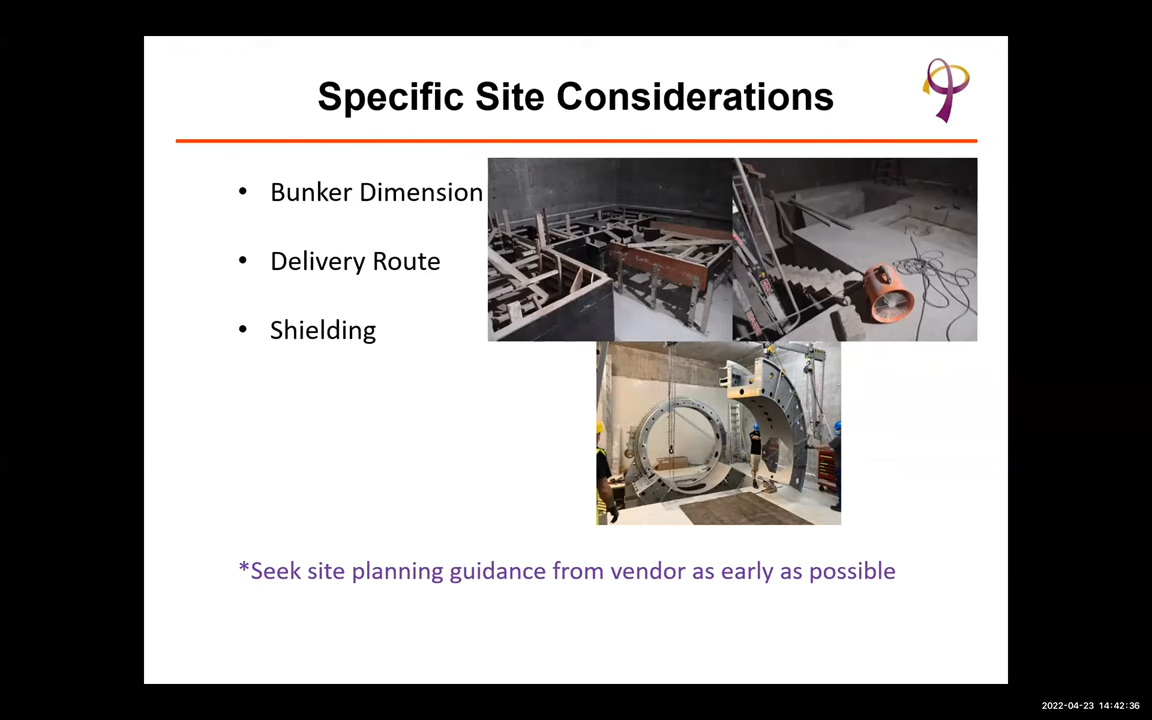 Specific Site Considerations
• Bunker Dimension
• Delivery Route
• Shielding
*Seek site planning guidance from vendor as early as possible
2022-04-23 14:42:36